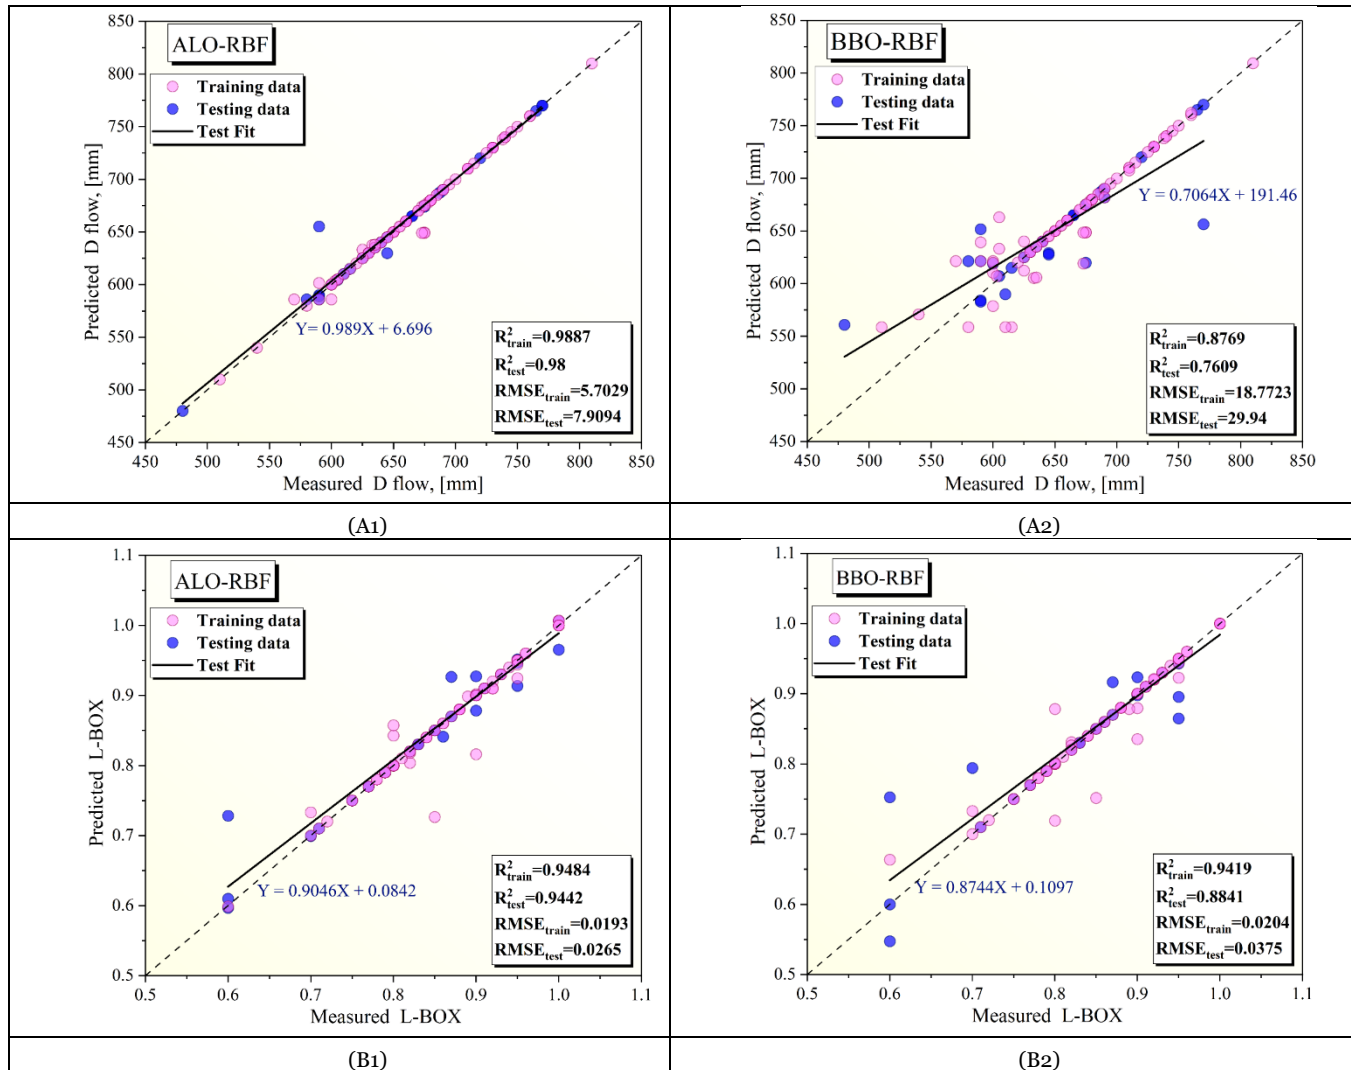 ALO-RBF
Training data
Testing data
Test Fit
Y= 0.989X + 6.696
R²train=0.9887
R²test=0.98
RMSEtrain=5.7029
RMSEtest=7.9094
850
800
750
700
650
600
550
500
450
Predicted D flow, [mm]
450 500 550 600 650 700 750 800 850
Measured D flow, [mm]
(A1)
BBO-RBF
Training data
Testing data
Test Fit
Y = 0.7064X + 191.46
R²train=0.8769
R²test=0.7609
RMSEtrain=18.7723
RMSEtest=29.94
850
800
750
700
650
600
550
500
450
Predicted D flow, [mm]
450 500 550 600 650 700 750 800 850
Measured D flow, [mm]
(A2)
ALO-RBF
Training data
Testing data
Test Fit
Y = 0.9046X + 0.0842
R²train=0.9484
R²test=0.9442
RMSEtrain=0.0193
RMSEtest=0.0265
1.1
1.0
0.9
0.8
0.7
0.6
0.5
Predicted L-BOX
0.5 0.6 0.7 0.8 0.9 1.0 1.1
Measured L-BOX
(B1)
BBO-RBF
Training data
Testing data
Test Fit
Y = 0.8744X + 0.1097
R²train=0.9419
R²test=0.8841
RMSEtrain=0.0204
RMSEtest=0.0375
1.1
1.0
0.9
0.8
0.7
0.6
0.5
Predicted L-BOX
0.5 0.6 0.7 0.8 0.9 1.0 1.1
Measured L-BOX
(B2)